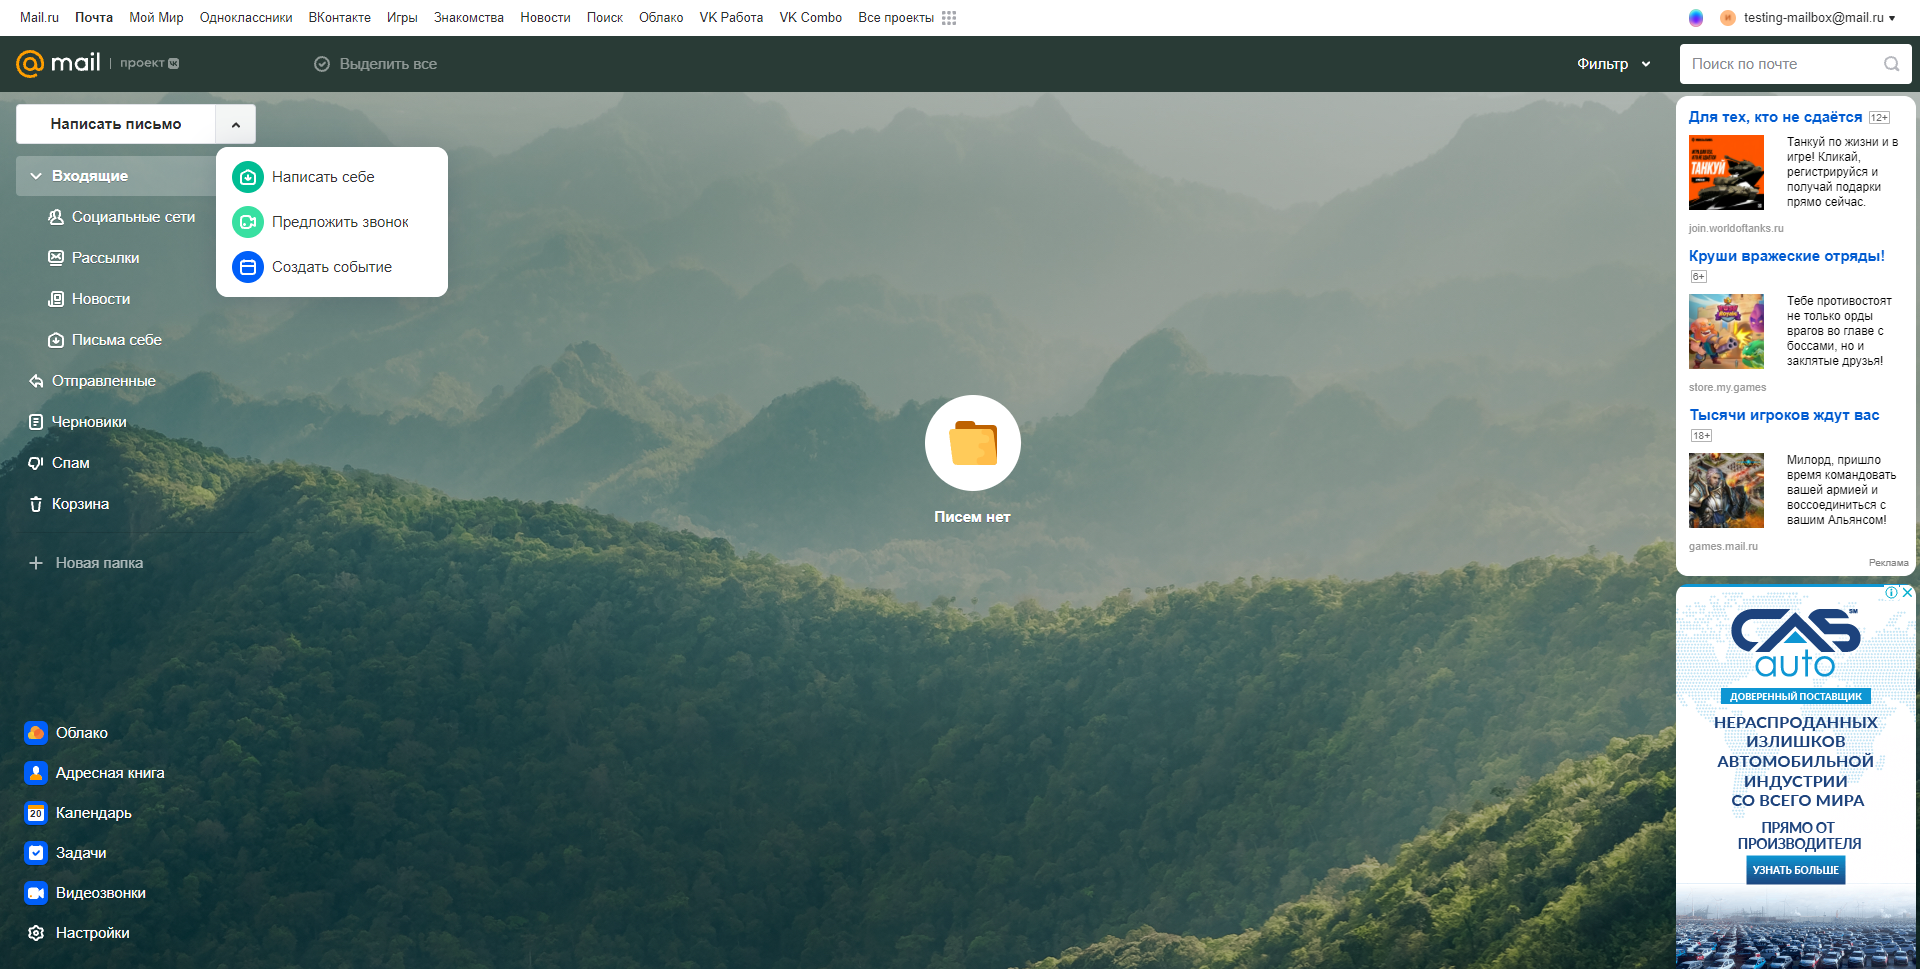 Mail.ru Почта Мой Мир Одноклассники ВКонтакте Игры Знакомства Новости Поиск Облако VK Работа VK Combo Все проекты testing-mailbox@mail.ru
@mail | проект Выделить все Фильтр Поиск по почте
Написать письмо
Входящие
Социальные сети
Рассылки
Новости
Письма себе
Отправленные
Черновики
Спам
Корзина
Новая папка
Написать себе
Предложить звонок
Создать событие
Писем нет
Облако
Адресная книга
20 Календарь
Задачи
Видеозвонки
Настройки
Для тех, кто не сдаётся 12+
ТАНКУЙ
Танкуй по жизни и в
игре! Кликай,
регистрируйся и
получай подарки
прямо сейчас.
join.worldoftanks.ru
Круши вражеские отряды!
6+
Тебе противостоят
не только орды
врагов во главе с
боссами, но и
заклятые друзья!
store.my.games
Тысячи игроков ждут вас
18+
Милорд, пришло
время командовать
вашей армией и
воссоединиться с
вашим Альянсом!
games.mail.ru
Реклама
CAS SM
auto
ДОВЕРЕННЫЙ ПОСТАВЩИК
НЕРАСПРОДАННЫХ
ИЗЛИШКОВ
АВТОМОБИЛЬНОЙ
ИНДУСТРИИ
СО ВСЕГО МИРА
ПРЯМО ОТ
ПРОИЗВОДИТЕЛЯ
УЗНАТЬ БОЛЬШЕ